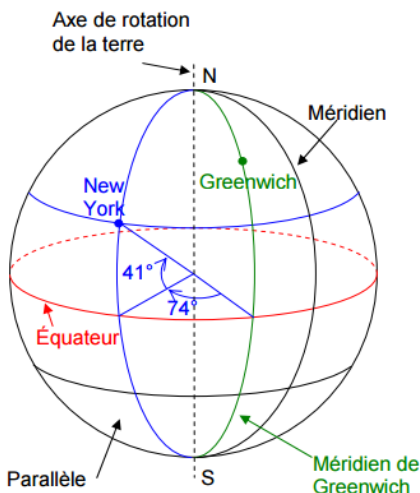 Axe de rotation
de la terre
N
Méridien
Greenwich
New
York
41°
74°
Équateur
Parallèle
S
Méridien de
Greenwich